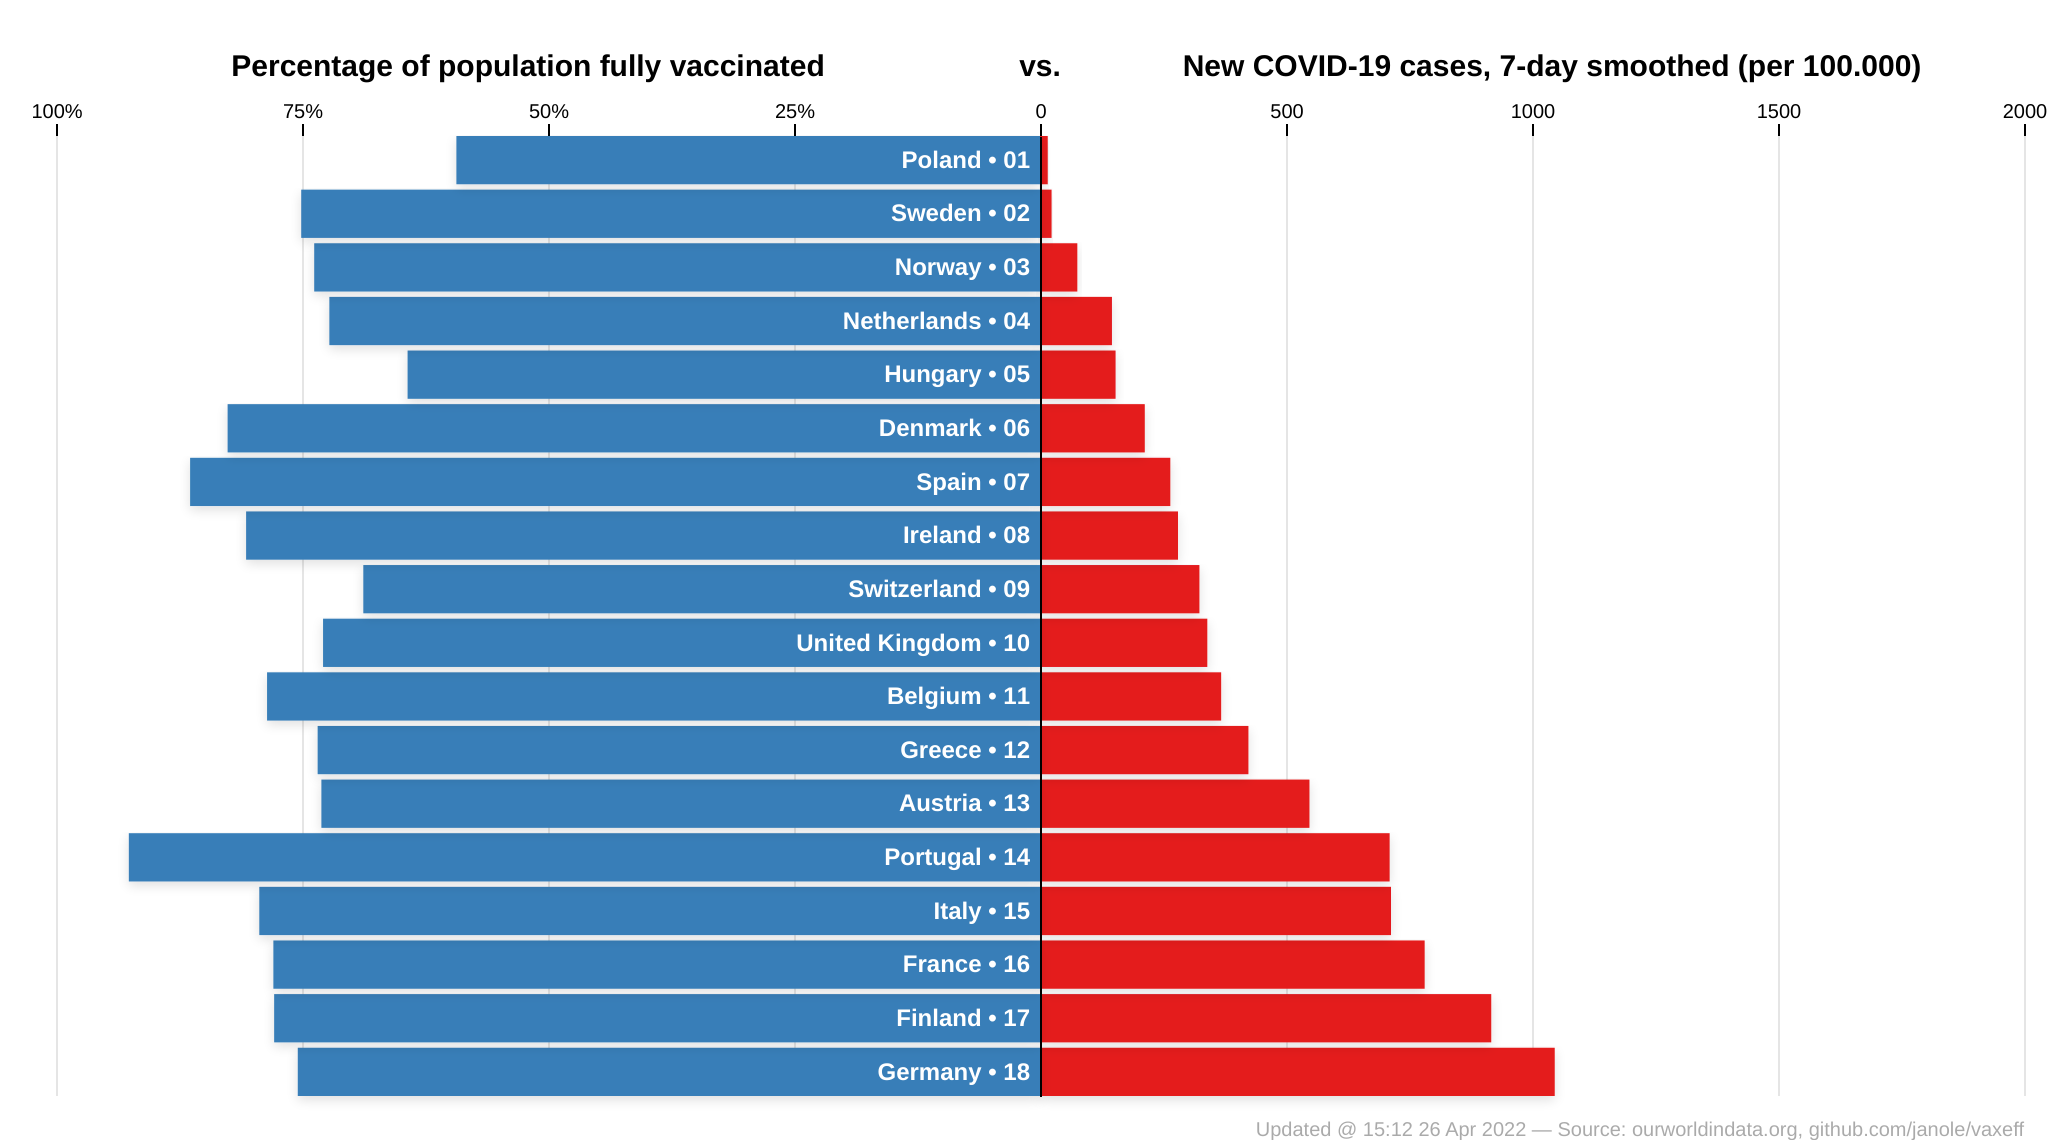 Percentage of population fully vaccinated vs. New COVID-19 cases, 7-day smoothed (per 100.000)
100% 75% 50% 25% 0 500 1000 1500 2000
Poland • 01
Sweden • 02
Norway • 03
Netherlands • 04
Hungary • 05
Denmark • 06
Spain • 07
Ireland • 08
Switzerland • 09
United Kingdom • 10
Belgium • 11
Greece • 12
Austria • 13
Portugal • 14
Italy • 15
France • 16
Finland • 17
Germany • 18
Updated @ 15:12 26 Apr 2022 — Source: ourworldindata.org, github.com/janole/vaxeff